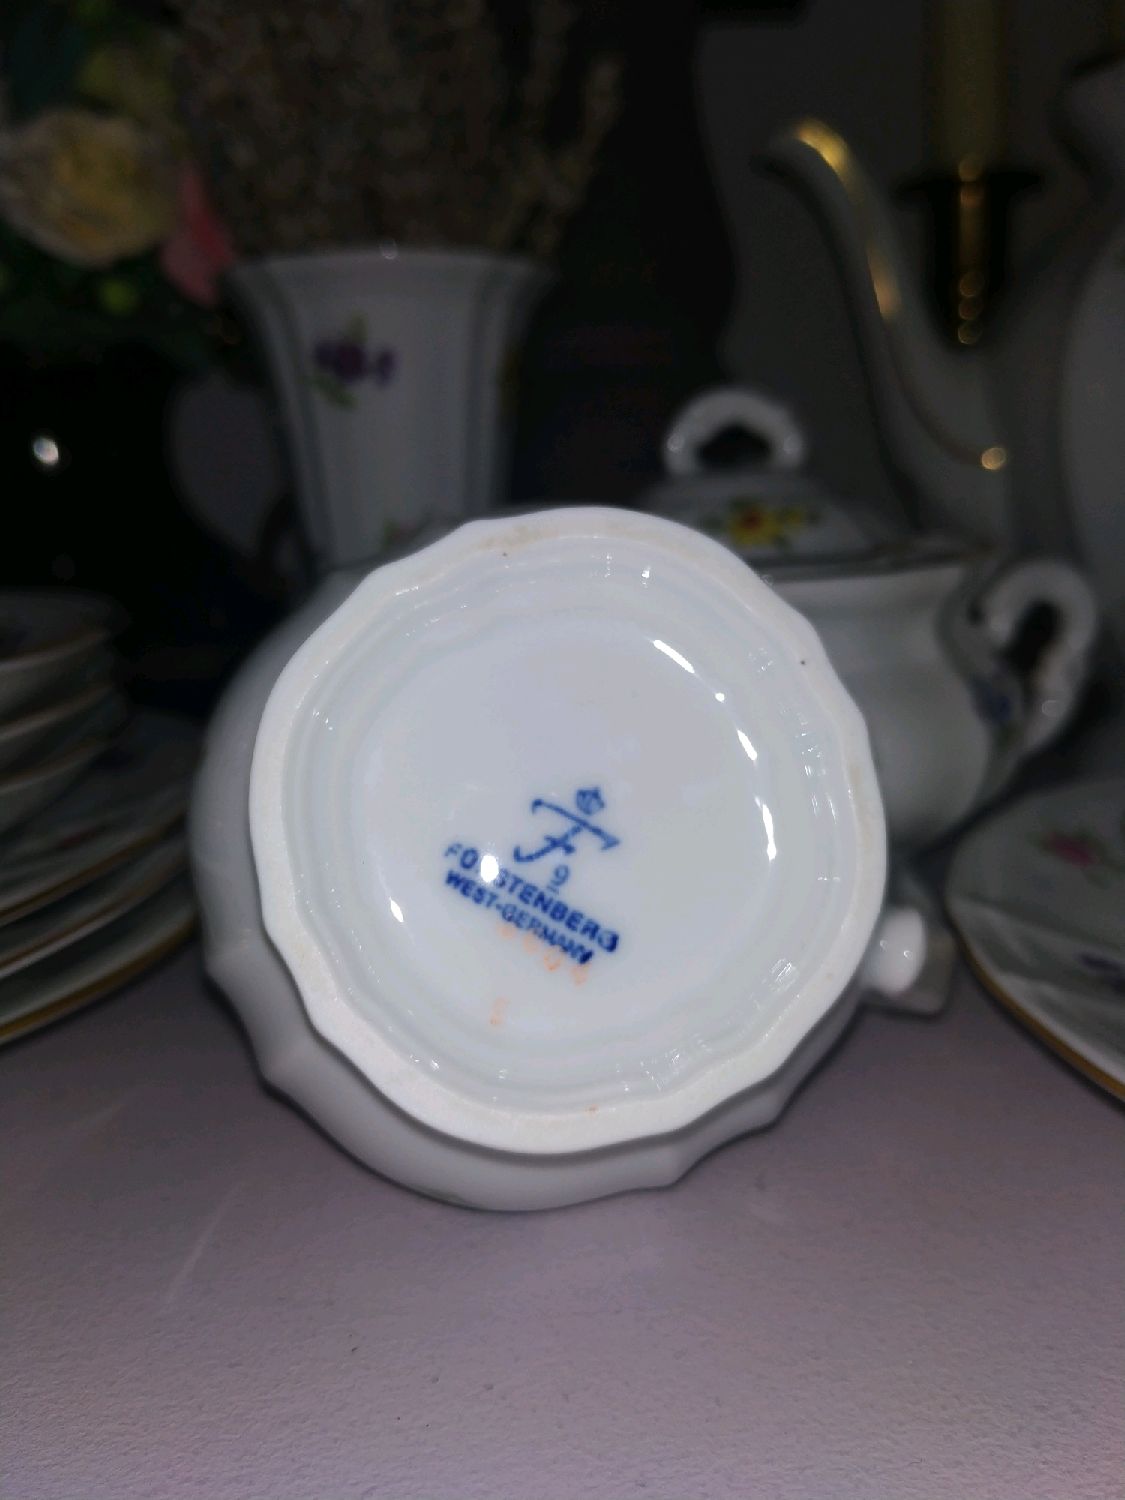 F
9
FÜRSTENBERG
WEST-GERMANY